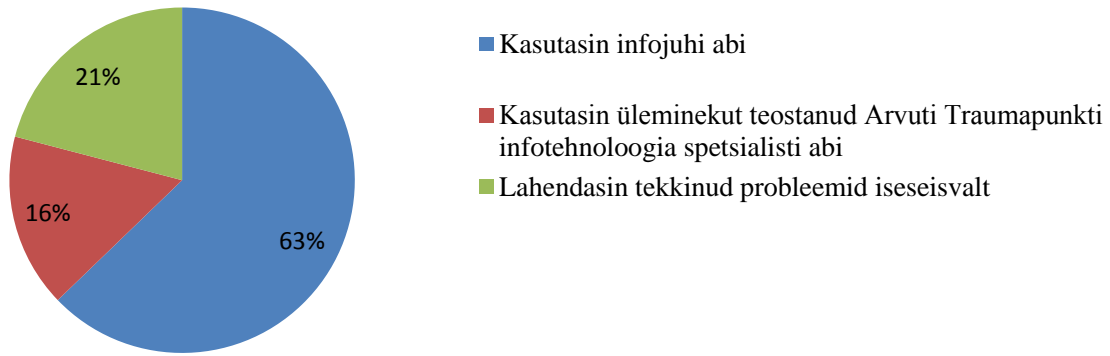 Kasutasin infojuhi abi
21%
Kasutasin üleminekut teostanud Arvuti Traumapunkti
infotehnoloogia spetsialisti abi
Lahendasin tekkinud probleemid iseseisvalt
16%
63%